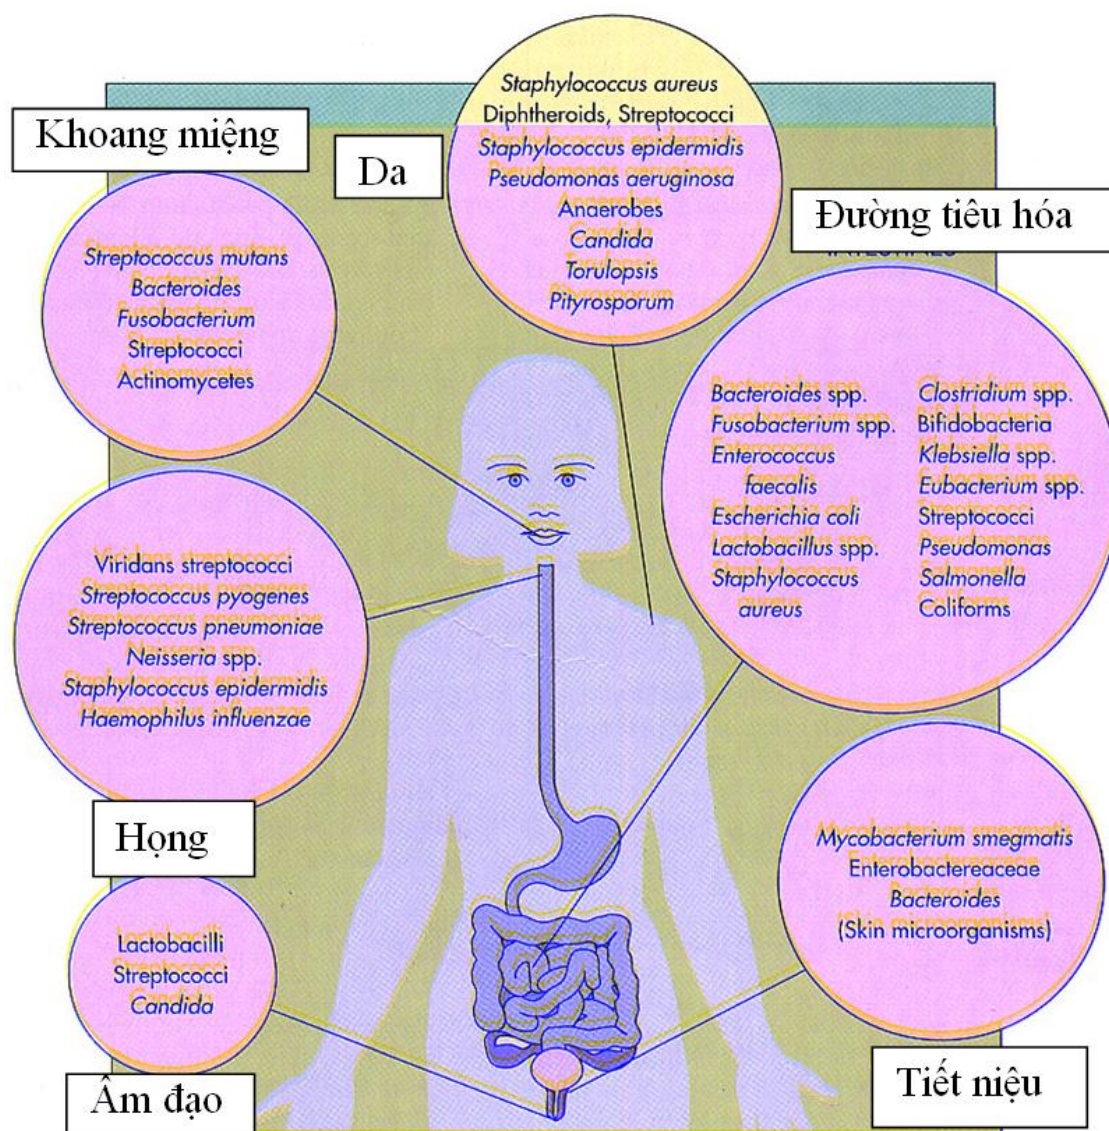 Khoang miệng
Streptococcus mutans
Bacteroides
Fusobacterium
Streptococci
Actinomycetes
Da
Staphylococcus aureus
Diphtheroids, Streptococci
Staphylococcus epidermidis
Pseudomonas aeruginosa
Anaerobes
Candida
Torulopsis
Pityrosporum
Đường tiêu hóa
Bacteroides spp.
Fusobacterium spp.
Enterococcus
faecalis
Escherichia coli
Lactobacillus spp.
Staphylococcus
aureus
Clostridium spp.
Bifidobacteria
Klebsiella spp.
Eubacterium spp.
Streptococci
Pseudomonas
Salmonella
Coliforms
Viridans streptococci
Streptococcus pyogenes
Streptococcus pneumoniae
Neisseria spp.
Staphylococcus epidermidis
Haemophilus influenzae
Họng
Lactobacilli
Streptococci
Candida
Âm đạo
Mycobacterium smegmatis
Enterobactereaceae
Bacteroides
(Skin microorganisms)
Tiết niệu